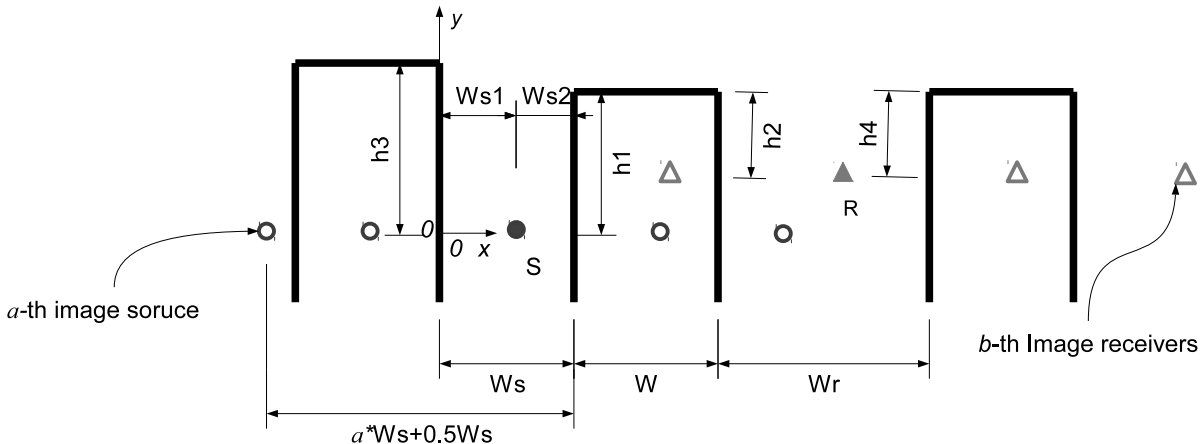 y
Ws1
Ws2
h3
h1
h2
h4
R
0
0
x
S
a-th image soruce
b-th Image receivers
Ws
W
Wr
a*Ws+0.5Ws